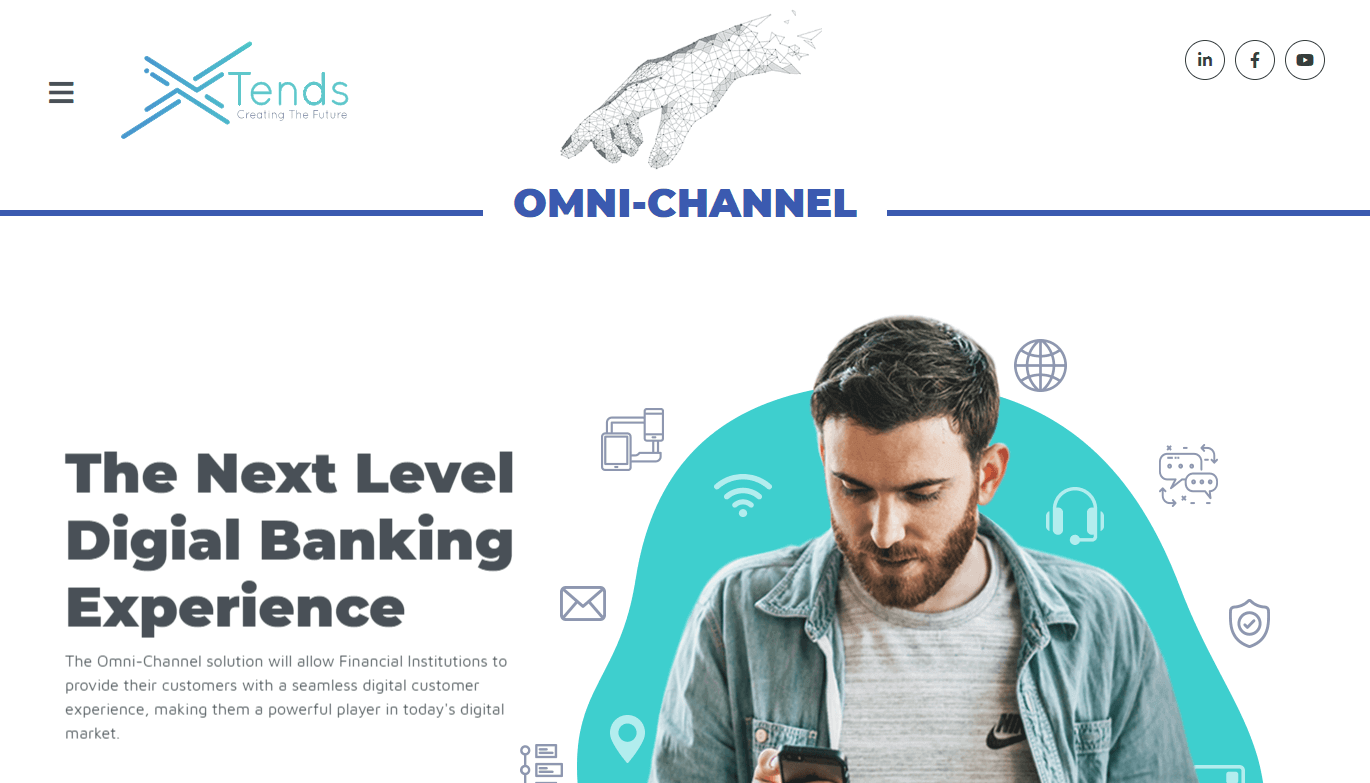 Tends
Creating The Future
OMNI-CHANNEL
The Next Level
Digial Banking
Experience
The Omni-Channel solution will allow Financial Institutions to
provide their customers with a seamless digital customer
experience, making them a powerful player in today's digital
market.